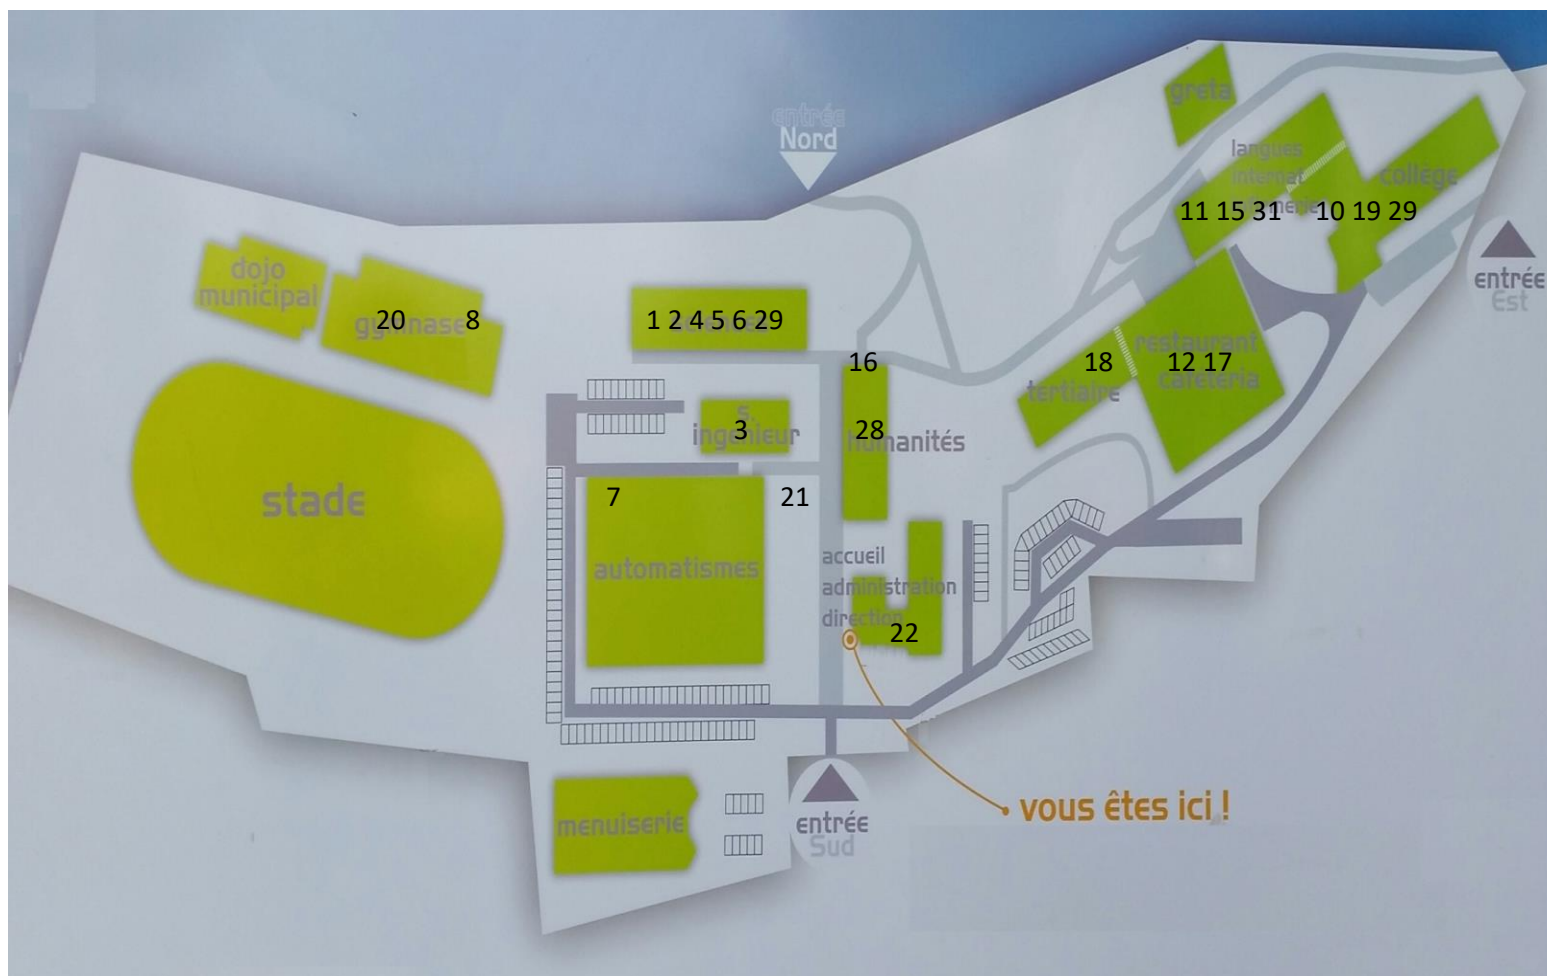 entrée
Nord
greta
langues
internat
collège
11 15 31
10 19 29
entrée
Est
dojo
municipal
gymnase
20
8
1 2 4 5 6 29
16
restaurant
caféteria
12 17
18
tertiaire
s.
ingénieur
3
28
humanités
stade
7
21
automatismes
accueil
administration
direction
22
vous êtes ici !
menuiserie
entrée
Sud